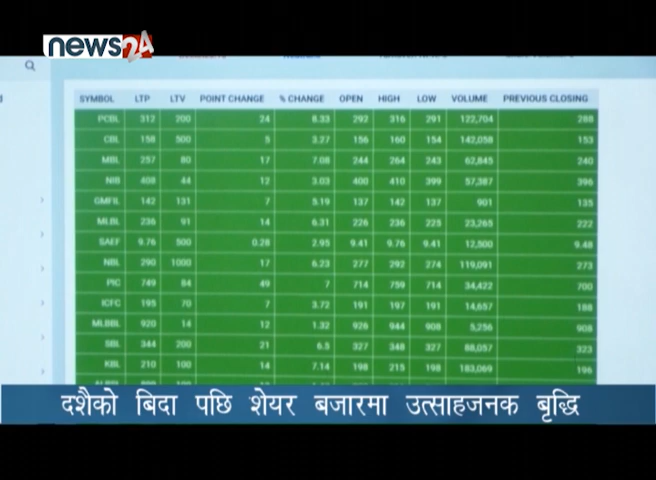 news24
SYMBOL LTP LTV POINT CHANGE % CHANGE OPEN HIGH LOW VOLUME PREVIOUS CLOSING
PCBL 312 200 24 8.33 292 316 291 122,704 288
CBL 158 500 5 3.27 156 160 154 142,058 153
MBL 257 80 17 7.08 244 264 243 62,845 240
NIB 408 44 12 3.03 400 410 399 57,387 396
GMFIL 142 131 7 5.19 137 142 137 901 135
MLBL 236 91 14 6.31 226 236 225 23,265 222
SAEF 9.76 500 0.28 2.95 9.41 9.76 9.41 12,500 9.48
NBL 290 1000 17 6.23 277 292 274 119,091 273
PIC 749 84 49 7 714 759 714 34,422 700
ICFC 195 70 7 3.72 191 197 191 14,657 188
MLBBL 920 14 12 1.32 926 944 908 5,256 908
SBL 344 200 21 6.5 327 348 327 88,057 323
KBL 210 100 14 7.14 198 215 198 183,069 196
दशैको बिदा पछि शेयर बजारमा उत्साहजनक बृद्धि